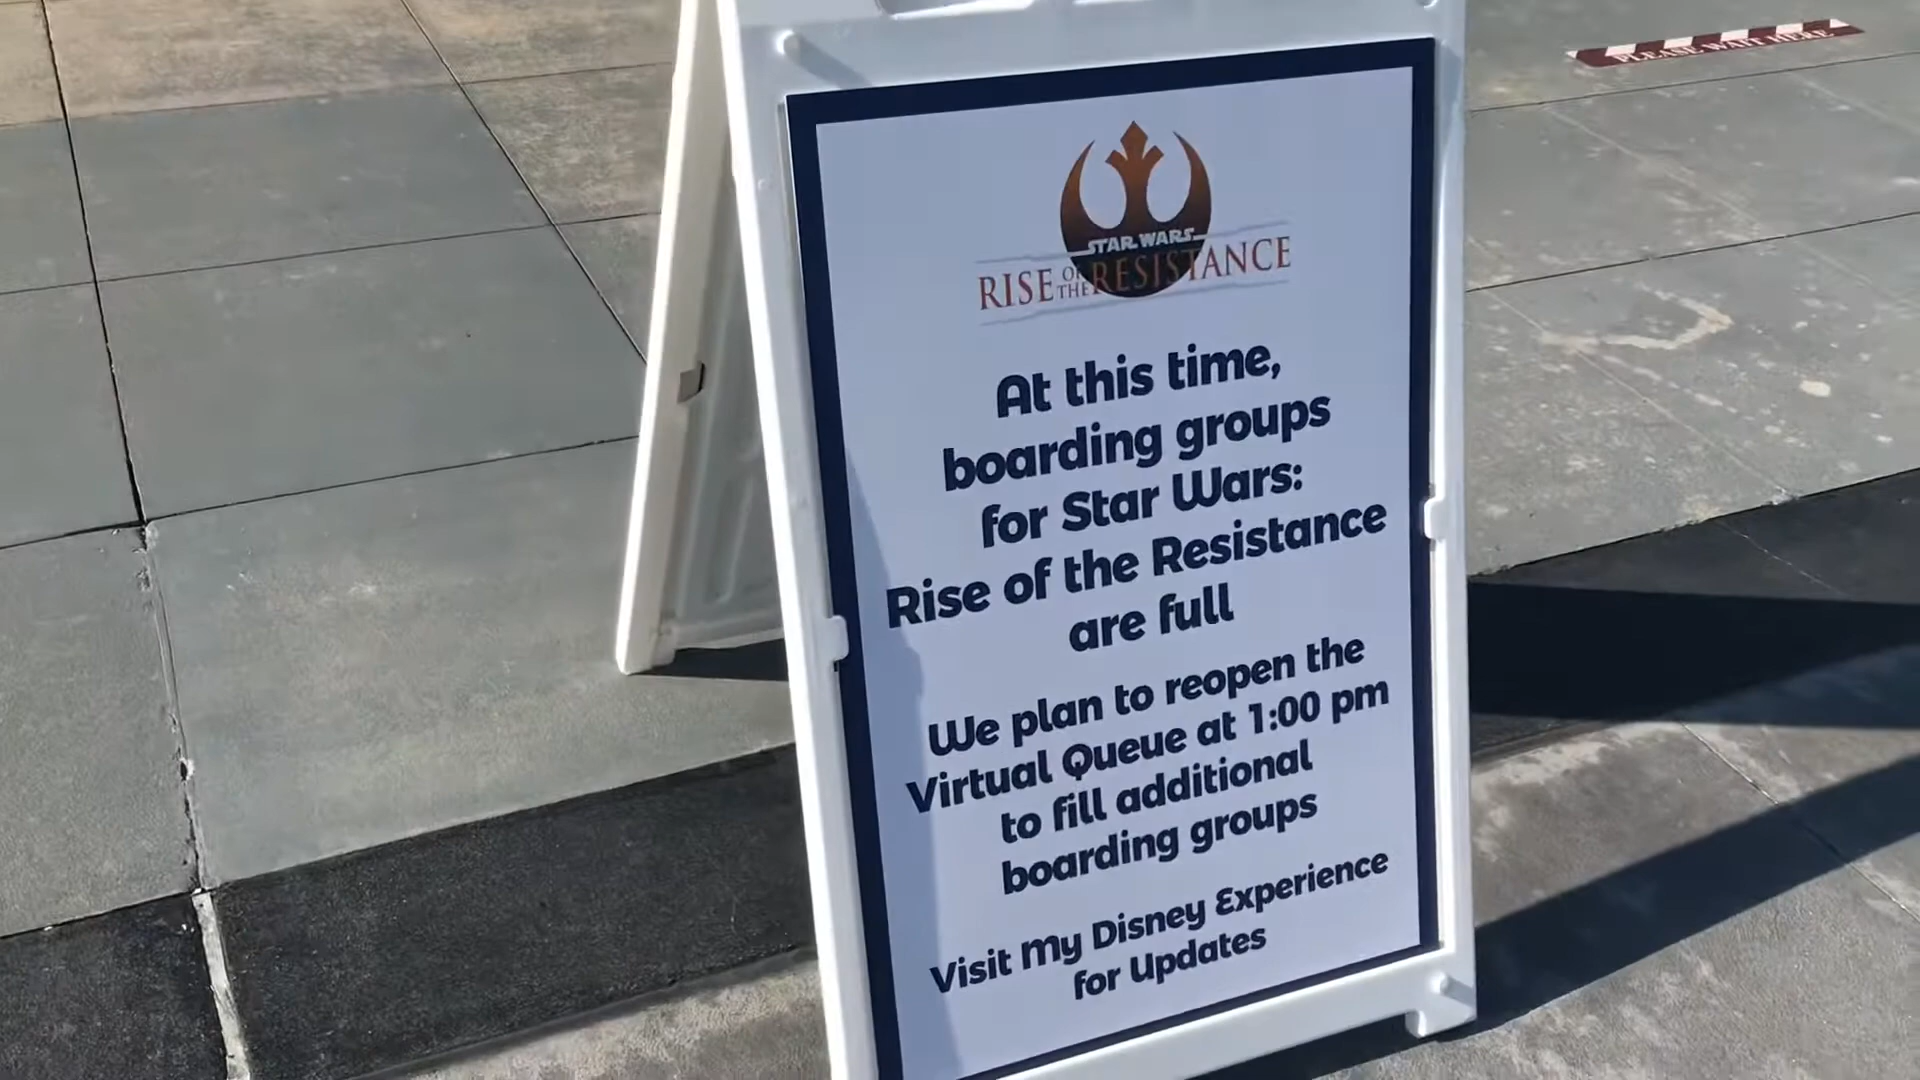 PLEASE WAIT HERE
STAR WARS
RISE OF THE RESISTANCE
At this time,
boarding groups
for Star Wars:
Rise of the Resistance
are full
We plan to reopen the
Virtual Queue at 1:00 pm
to fill additional
boarding groups
Visit My Disney Experience
for Updates